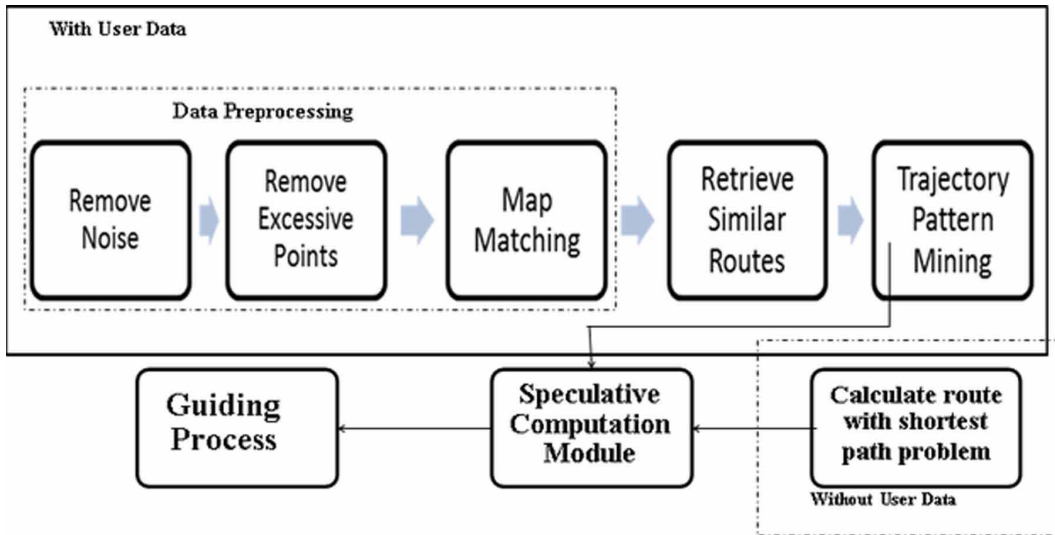 With User Data
Data Preprocessing
Remove
Noise
Remove
Excessive
Points
Map
Matching
Retrieve
Similar
Routes
Trajectory
Pattern
Mining
Guiding
Process
Speculative
Computation
Module
Calculate route
with shortest
path problem
Without User Data